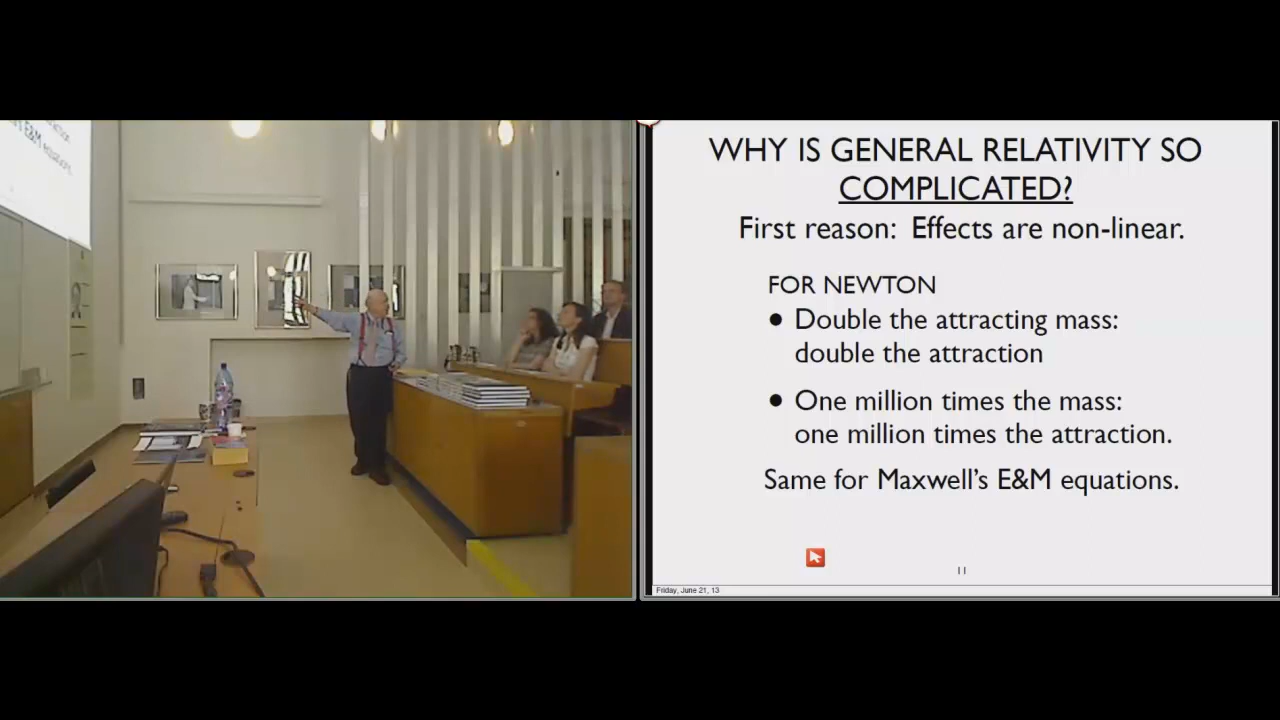 E&M equations.
WHY IS GENERAL RELATIVITY SO
COMPLICATED?
First reason: Effects are non-linear.
FOR NEWTON
• Double the attracting mass:
double the attraction
• One million times the mass:
one million times the attraction.
Same for Maxwell's E&M equations.
11
Friday, June 21, 13